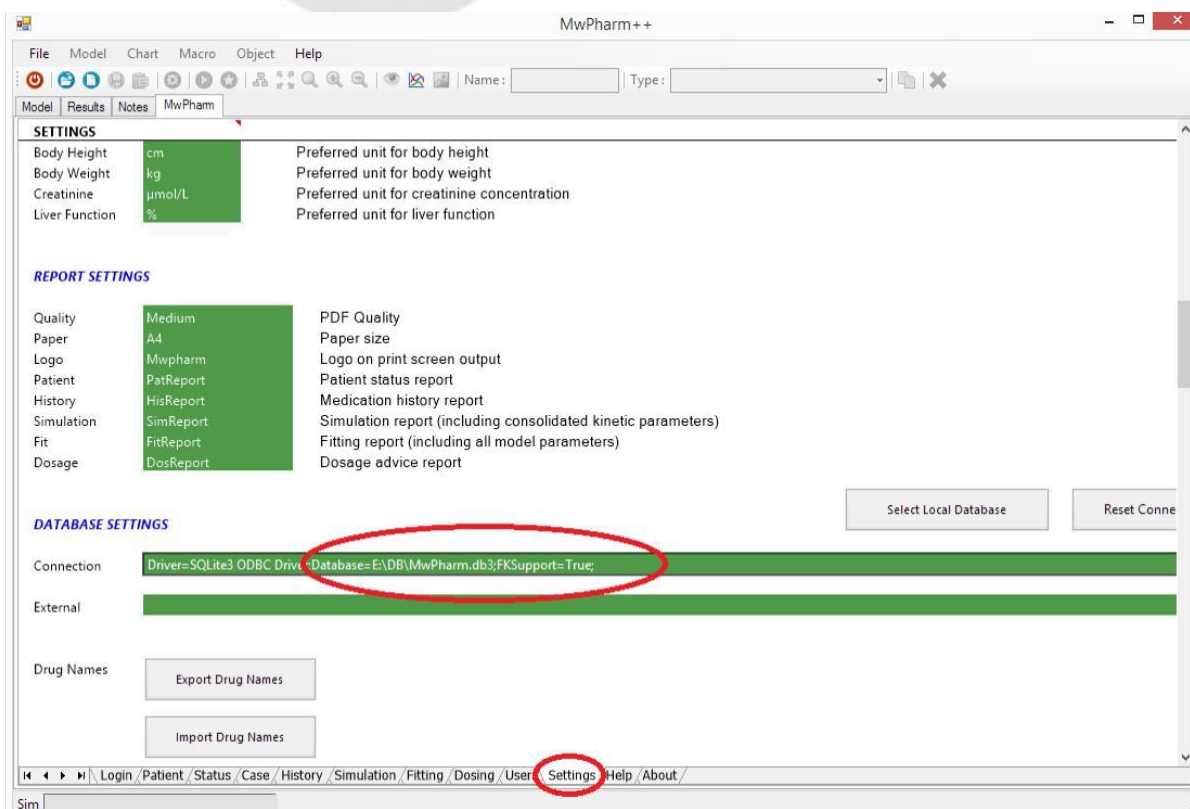 MwPharm++
File Model Chart Macro Object Help
Name: Type:
Model Results Notes MwPharm
SETTINGS
Body Height cm Preferred unit for body height
Body Weight kg Preferred unit for body weight
Creatinine µmol/L Preferred unit for creatinine concentration
Liver Function % Preferred unit for liver function
REPORT SETTINGS
Quality Medium PDF Quality
Paper A4 Paper size
Logo Mwpharm Logo on print screen output
Patient PatReport Patient status report
History HisReport Medication history report
Simulation SimReport Simulation report (including consolidated kinetic parameters)
Fit FitReport Fitting report (including all model parameters)
Dosage DosReport Dosage advice report
Select Local Database Reset Conne
DATABASE SETTINGS
Connection Driver=SQLite3 ODBC Driver;Database=E:\DB\MwPharm.db3;FKSupport=True;
External
Drug Names Export Drug Names
Import Drug Names
Login Patient Status Case History Simulation Fitting Dosing User Settings Help About
Sim